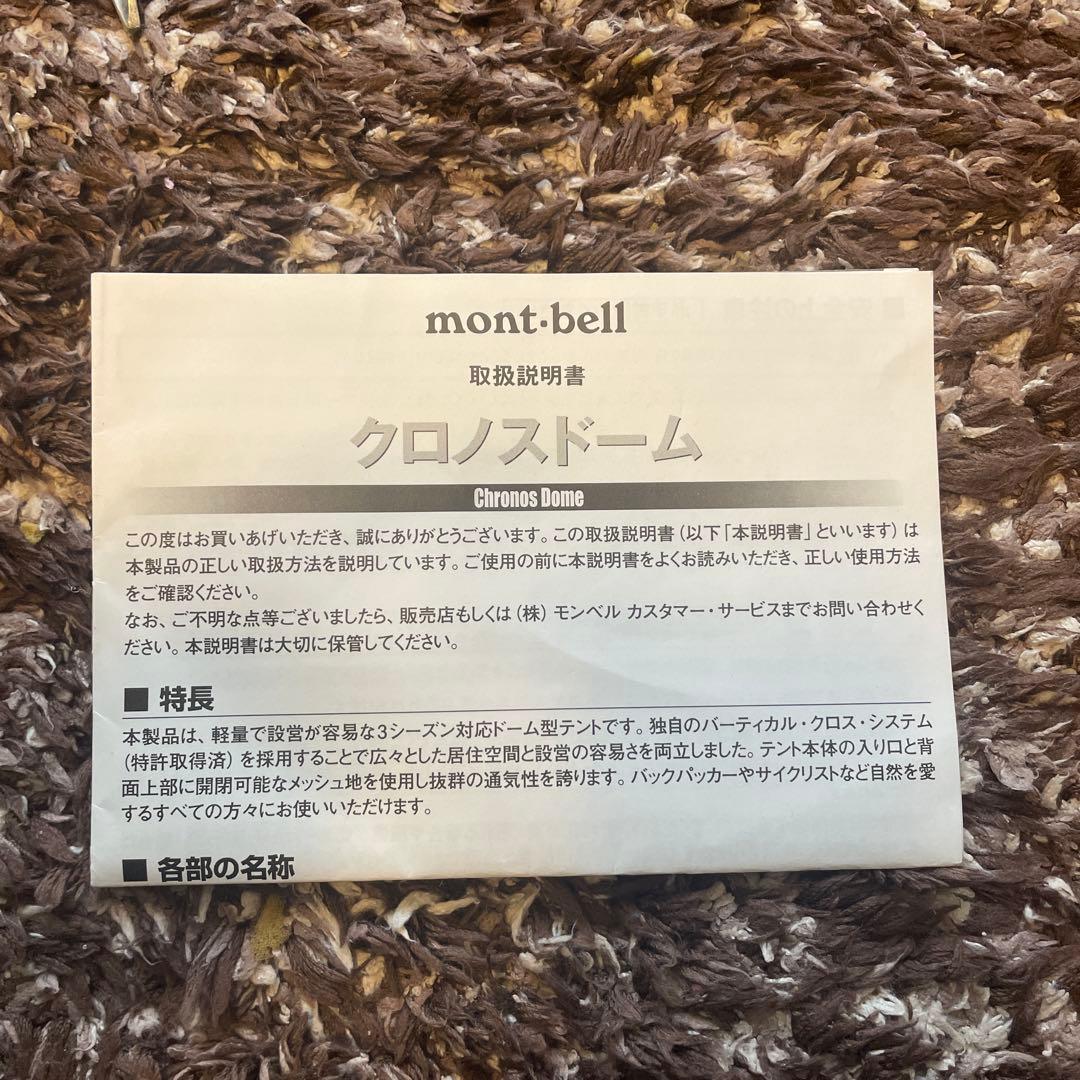 mont·bell
取扱説明書
クロノスドーム
Chronos Dome
この度はお買いあげいただき、誠にありがとうございます。この取扱説明書（以下「本説明書」といいます）は
本製品の正しい取扱方法を説明しています。ご使用の前に本説明書をよくお読みいただき、正しい使用方法
をご確認ください。
なお、ご不明な点等ございましたら、販売店もしくは（株）モンベル カスタマー・サービスまでお問い合わせく
ださい。本説明書は大切に保管してください。
■ 特長
本製品は、軽量で設営が容易な3シーズン対応ドーム型テントです。独自のバーティカル・クロス・システム
（特許取得済）を採用することで広々とした居住空間と設営の容易さを両立しました。テント本体の入り口と背
面上部に開閉可能なメッシュ地を使用し抜群の通気性を誇ります。バックパッカーやサイクリストなど自然を愛
するすべての方々にお使いいただけます。
■ 各部の名称